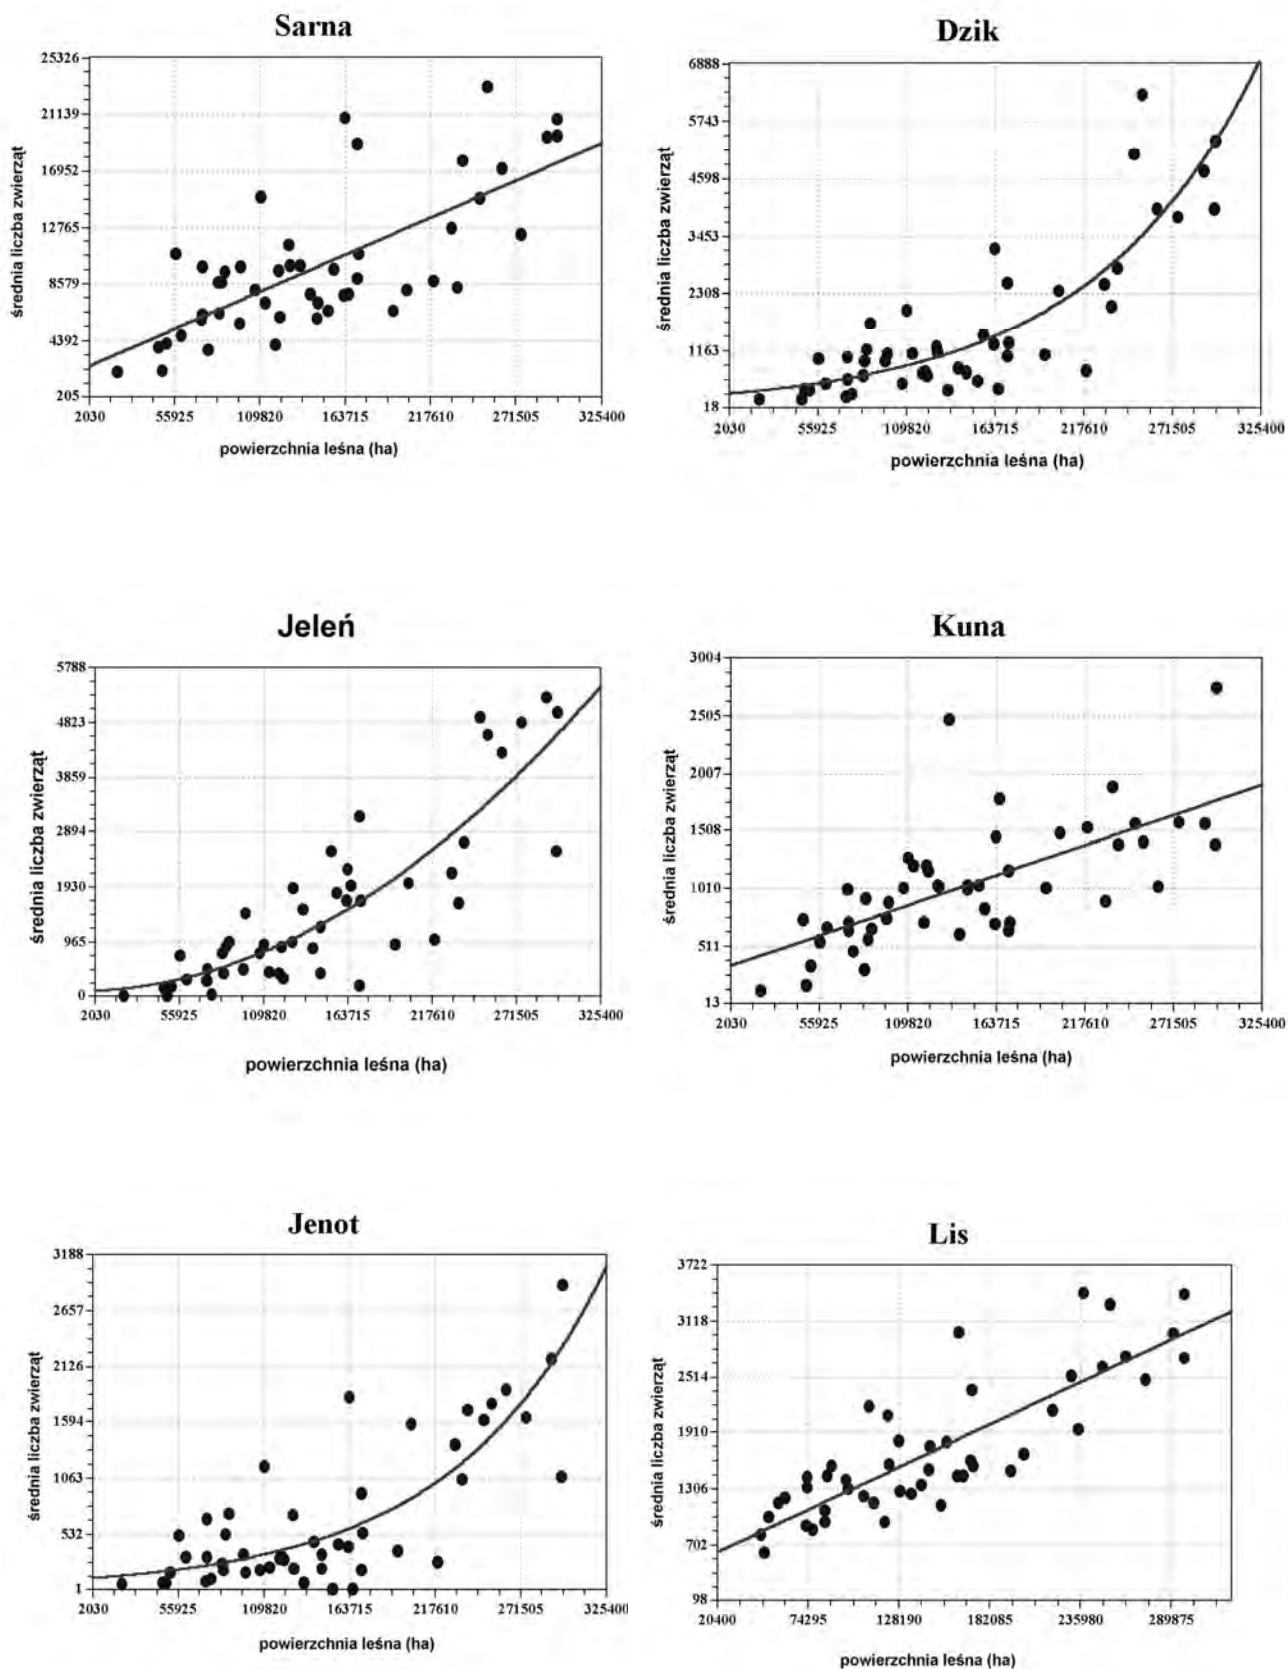 Sarna
25326
21139
16952
12765
8579
4392
205
średnia liczba zwierząt
2030 55925 109820 163715 217610 271505 325400
powierzchnia leśna (ha)
Dzik
6888
5743
4598
3453
2308
1163
18
średnia liczba zwierząt
2030 55925 109820 163715 217610 271505 325400
powierzchnia leśna (ha)
Jeleń
5788
4823
3859
2894
1930
965
0
średnia liczba zwierząt
2030 55925 109820 163715 217610 271505 325400
powierzchnia leśna (ha)
Kuna
3004
2505
2007
1508
1010
511
13
średnia liczba zwierząt
2030 55925 109820 163715 217610 271505 325400
powierzchnia leśna (ha)
Jenot
3188
2657
2126
1594
1063
532
1
średnia liczba zwierząt
2030 55925 109820 163715 217610 271505 325400
powierzchnia leśna (ha)
Lis
3722
3118
2514
1910
1306
702
98
średnia liczba zwierząt
20400 74295 128190 182085 235980 289875
powierzchnia leśna (ha)